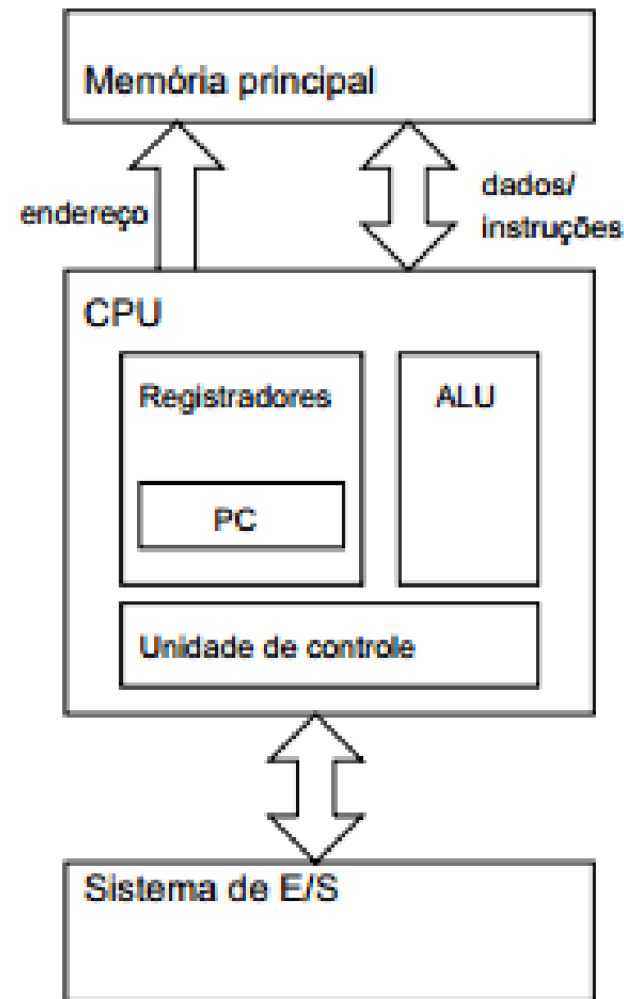 Memória principal
endereço
dados/
instruções
CPU
Registradores
ALU
PC
Unidade de controle
Sistema de E/S